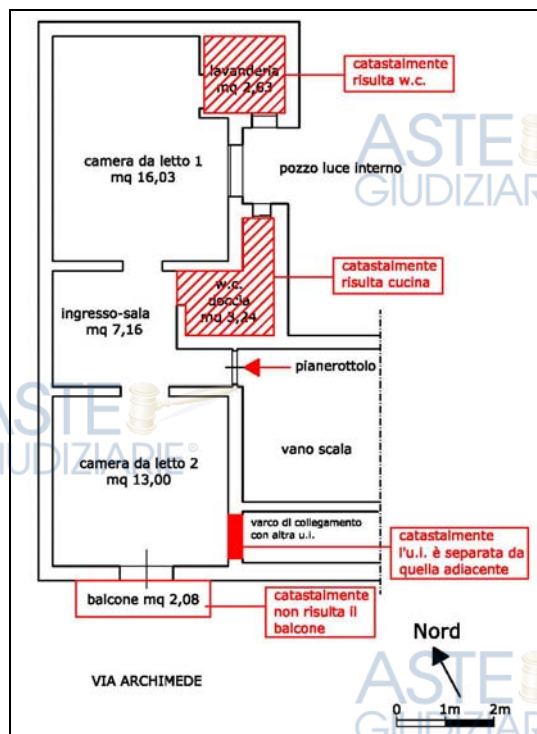 lavanderia
mq 2,63
catastalmente
risulta w.c.
ASTE
GIUDIZIARIE
camera da letto 1
mq 16,03
pozzo luce interno
catastalmente
risulta cucina
w.c.
doccia
mq 3,24
ingresso-sala
mq 7,16
pianerottolo
ASTE
GIUDIZIARIE®
camera da letto 2
mq 13,00
vano scala
varco di collegamento
con altra u.i.
catastalmente
l'u.i. è separata da
quella adiacente
balcone mq 2,08
catastalmente
non risulta il
balcone
Nord
VIA ARCHIMEDE
ASTE
GIUDIZIARIE
0 1m 2m